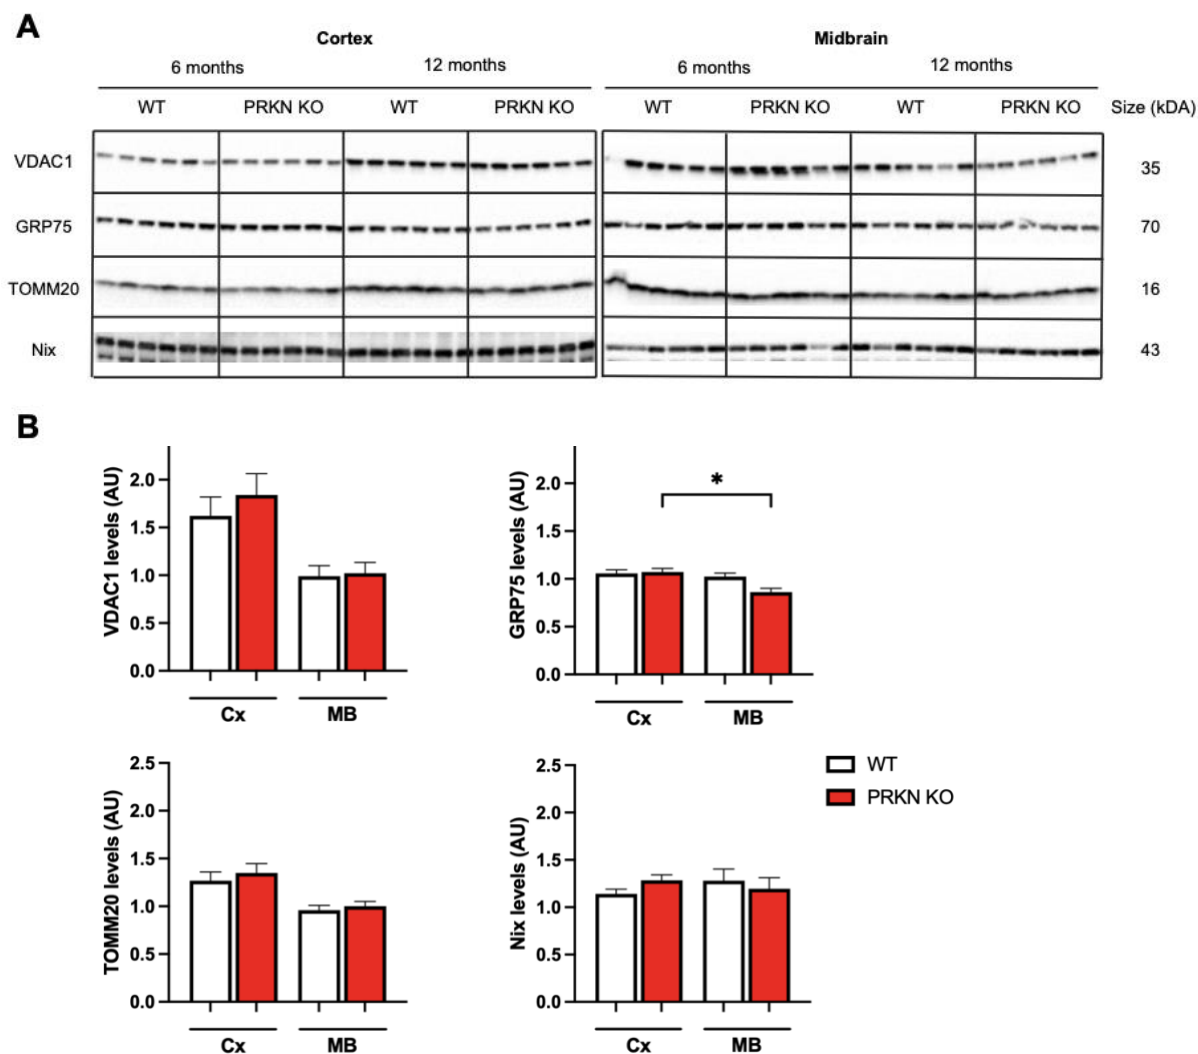 A
Cortex
Midbrain
6 months
12 months
6 months
12 months
WT
PRKN KO
WT
PRKN KO
WT
PRKN KO
WT
PRKN KO
Size (kDA)
VDAC1
35
GRP75
70
TOMM20
16
Nix
43
B
VDAC1 levels (AU)
2.0
1.5
1.0
0.5
0.0
Cx
MB
GRP75 levels (AU)
2.0
1.5
1.0
0.5
0.0
*
Cx
MB
TOMM20 levels (AU)
2.5
2.0
1.5
1.0
0.5
0.0
Cx
MB
Nix levels (AU)
2.5
2.0
1.5
1.0
0.5
0.0
Cx
MB
WT
PRKN KO